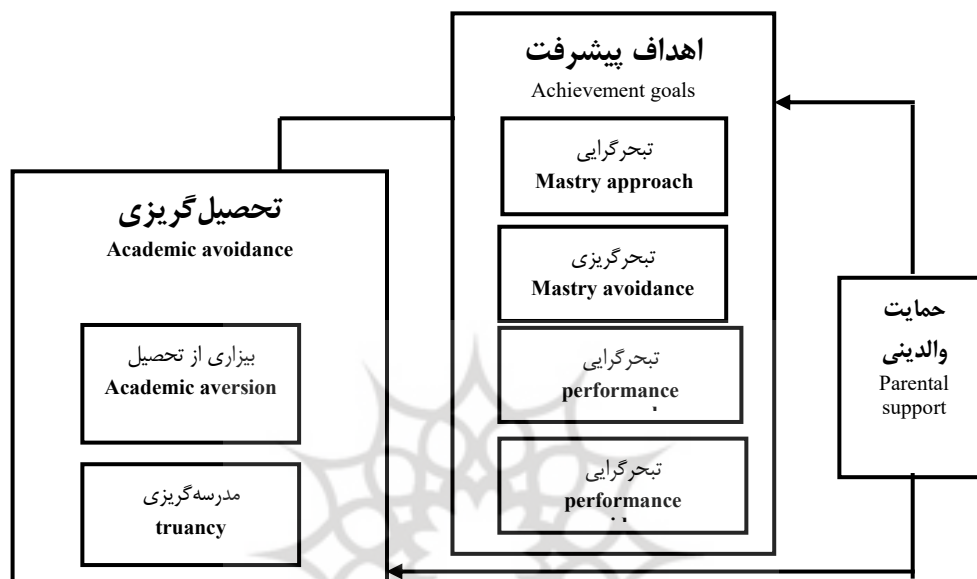 اهداف پیشرفت
Achievement goals
تبحرگرایی
Mastry approach
تبحرگریزی
Mastry avoidance
تبحرگرایی
performance
تبحرگرایی
performance
تحصیل‌گریزی
Academic avoidance
بیزاری از تحصیل
Academic aversion
مدرسه‌گریزی
truancy
حمایت
والدینی
Parental
support